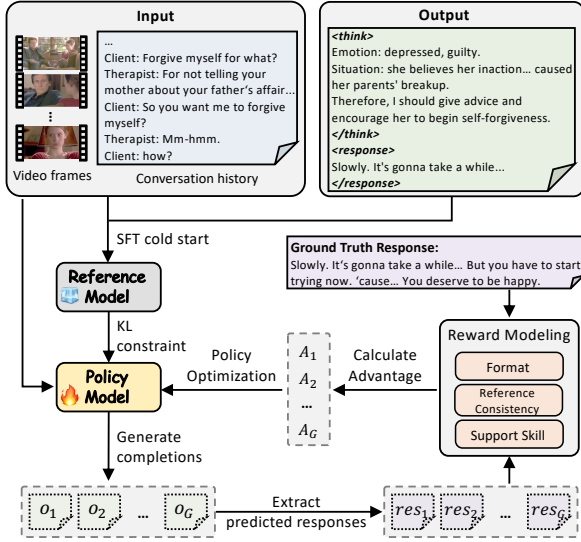 Input
...
Client: Forgive myself for what?
Therapist: For not telling your
mother about your father's affair...
Client: So you want me to forgive
myself?
Therapist: Mm-hmm.
Client: how?
Video frames
Conversation history
Output
<think>
Emotion: depressed, guilty.
Situation: she believes her inaction... caused
her parents' breakup.
Therefore, I should give advice and
encourage her to begin self-forgiveness.
</think>
<response>
Slowly. It's gonna take a while...
</response>
SFT cold start
Reference
Model
Ground Truth Response:
Slowly. It's gonna take a while... But you have to start
trying now. 'cause... You deserve to be happy.
KL
constraint
Policy
Model
Policy
Optimization
A1
A2
...
AG
Calculate
Advantage
Reward Modeling
Format
Reference
Consistency
Support Skill
Generate
completions
o1 o2 ... oG
Extract
predicted responses
res1 res2 ... resG